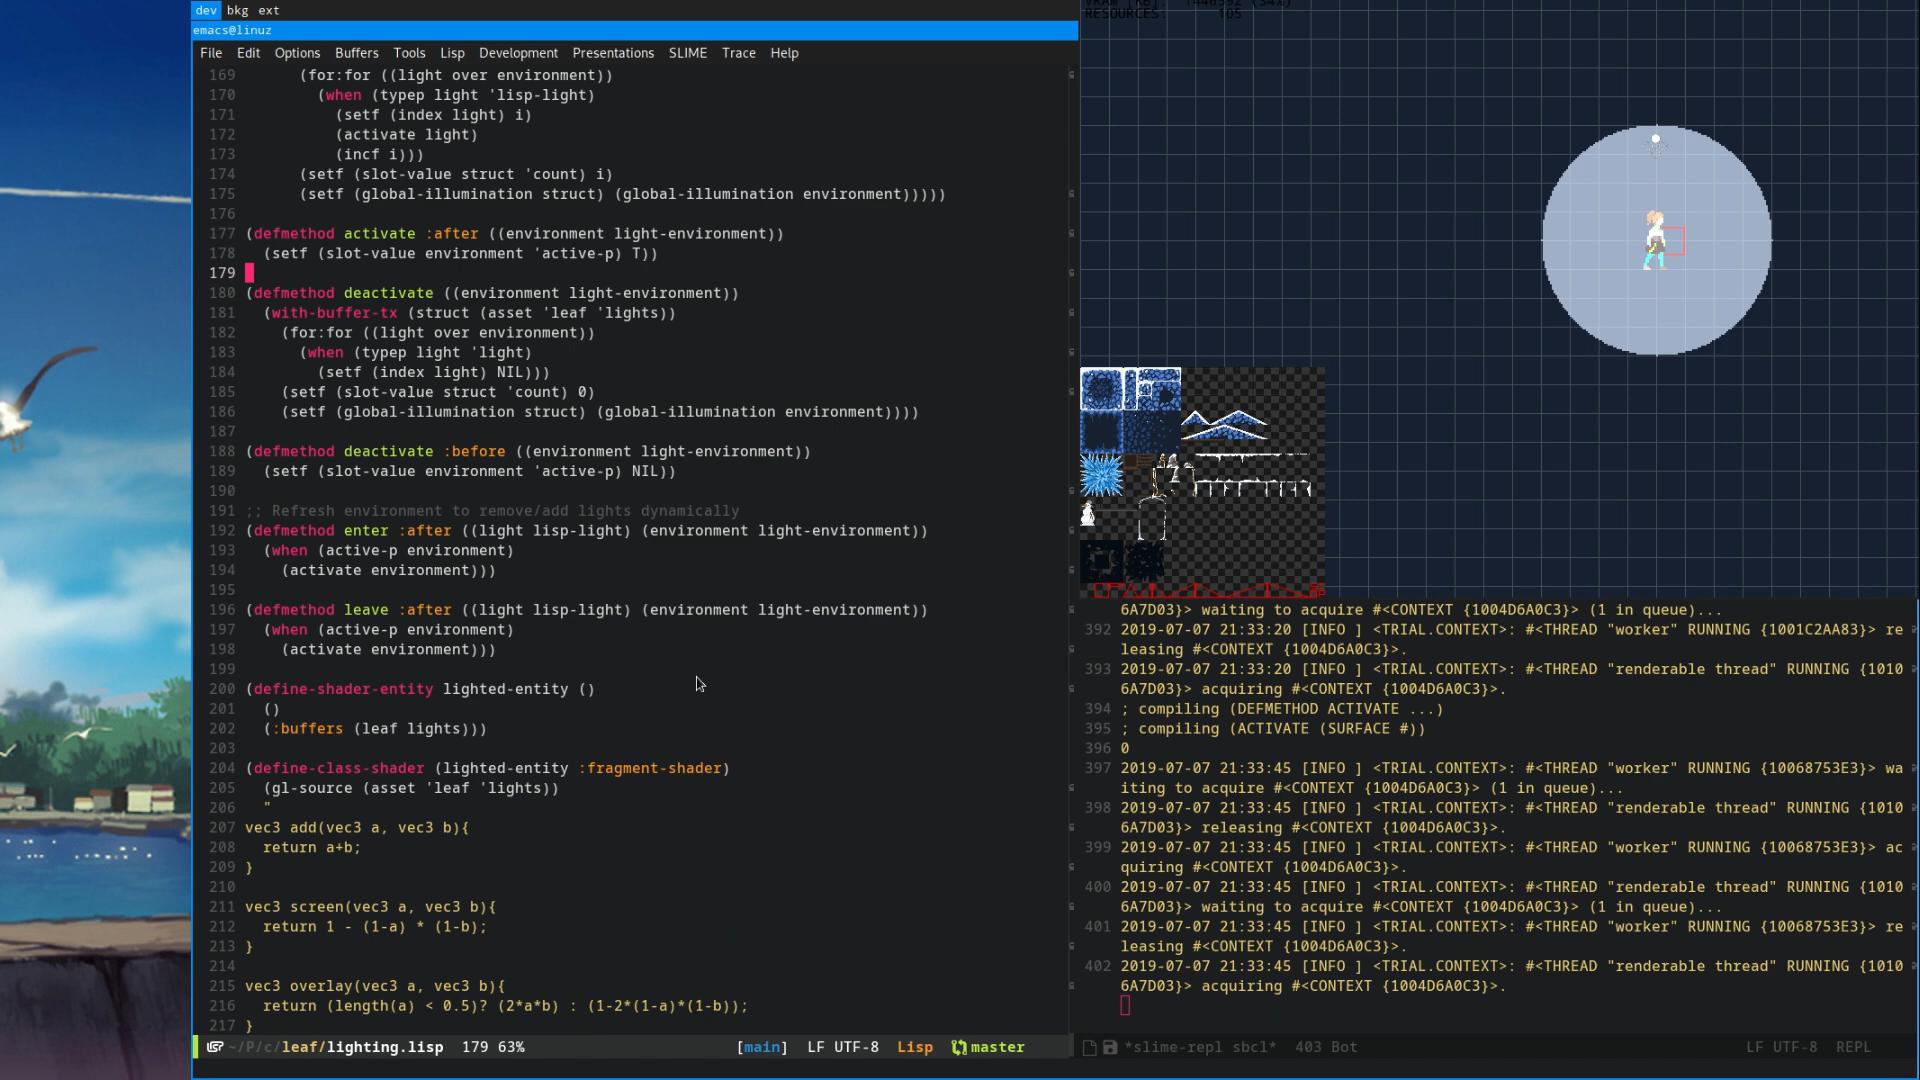 dev bkg ext
emacs@linuz
File Edit Options Buffers Tools Lisp Development Presentations SLIME Trace Help
169 (for:for ((light over environment))
170 (when (typep light 'lisp-light)
171 (setf (index light) i)
172 (activate light)
173 (incf i)))
174 (setf (slot-value struct 'count) i)
175 (setf (global-illumination struct) (global-illumination environment)))))
176
177 (defmethod activate :after ((environment light-environment))
178 (setf (slot-value environment 'active-p) T))
179
180 (defmethod deactivate ((environment light-environment))
181 (with-buffer-tx (struct (asset 'leaf 'lights))
182 (for:for ((light over environment))
183 (when (typep light 'light)
184 (setf (index light) NIL)))
185 (setf (slot-value struct 'count) 0)
186 (setf (global-illumination struct) (global-illumination environment))))
187
188 (defmethod deactivate :before ((environment light-environment))
189 (setf (slot-value environment 'active-p) NIL))
190
191 ;; Refresh environment to remove/add lights dynamically
192 (defmethod enter :after ((light lisp-light) (environment light-environment))
193 (when (active-p environment)
194 (activate environment)))
195
196 (defmethod leave :after ((light lisp-light) (environment light-environment))
197 (when (active-p environment)
198 (activate environment)))
199
200 (define-shader-entity lighted-entity ()
201 ()
202 (:buffers (leaf lights)))
203
204 (define-class-shader (lighted-entity :fragment-shader)
205 (gl-source (asset 'leaf 'lights))
206 "
207 vec3 add(vec3 a, vec3 b){
208 return a+b;
209 }
210
211 vec3 screen(vec3 a, vec3 b){
212 return 1 - (1-a) * (1-b);
213 }
214
215 vec3 overlay(vec3 a, vec3 b){
216 return (length(a) < 0.5)? (2*a*b) : (1-2*(1-a)*(1-b));
217 }
~/P/c/leaf/lighting.lisp 179 63% [main] LF UTF-8 Lisp master
RESOURCES: 105
6A7D03}> waiting to acquire #<CONTEXT {1004D6A0C3}> (1 in queue)...
392 2019-07-07 21:33:20 [INFO ] <TRIAL.CONTEXT>: #<THREAD "worker" RUNNING {1001C2AA83}> re
leasing #<CONTEXT {1004D6A0C3}>.
393 2019-07-07 21:33:20 [INFO ] <TRIAL.CONTEXT>: #<THREAD "renderable thread" RUNNING {1010
6A7D03}> acquiring #<CONTEXT {1004D6A0C3}>.
394 ; compiling (DEFMETHOD ACTIVATE ...)
395 ; compiling (ACTIVATE (SURFACE #))
396 0
397 2019-07-07 21:33:45 [INFO ] <TRIAL.CONTEXT>: #<THREAD "worker" RUNNING {10068753E3}> wa
iting to acquire #<CONTEXT {1004D6A0C3}> (1 in queue)...
398 2019-07-07 21:33:45 [INFO ] <TRIAL.CONTEXT>: #<THREAD "renderable thread" RUNNING {1010
6A7D03}> releasing #<CONTEXT {1004D6A0C3}>.
399 2019-07-07 21:33:45 [INFO ] <TRIAL.CONTEXT>: #<THREAD "worker" RUNNING {10068753E3}> ac
quiring #<CONTEXT {1004D6A0C3}>.
400 2019-07-07 21:33:45 [INFO ] <TRIAL.CONTEXT>: #<THREAD "renderable thread" RUNNING {1010
6A7D03}> waiting to acquire #<CONTEXT {1004D6A0C3}> (1 in queue)...
401 2019-07-07 21:33:45 [INFO ] <TRIAL.CONTEXT>: #<THREAD "worker" RUNNING {10068753E3}> re
leasing #<CONTEXT {1004D6A0C3}>.
402 2019-07-07 21:33:45 [INFO ] <TRIAL.CONTEXT>: #<THREAD "renderable thread" RUNNING {1010
6A7D03}> acquiring #<CONTEXT {1004D6A0C3}>.
*slime-repl sbcl* 403 Bot LF UTF-8 REPL